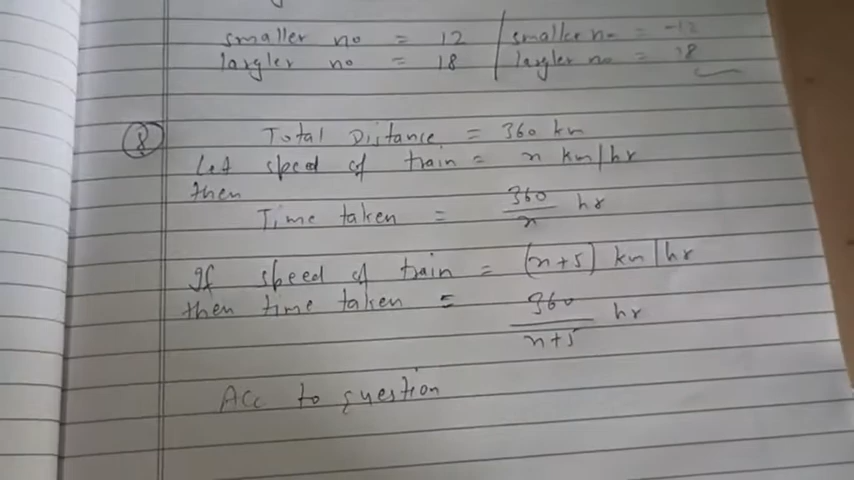 smaller no = 12 | smaller no = -12
largler no = 18 | largler no = 18
8
Total Distance = 360 km
Let speed of train = n km/hr
then
Time taken = 360/n hr
If speed of train = (n+5) km/hr
then time taken = 360/n+5 hr
Acc to question